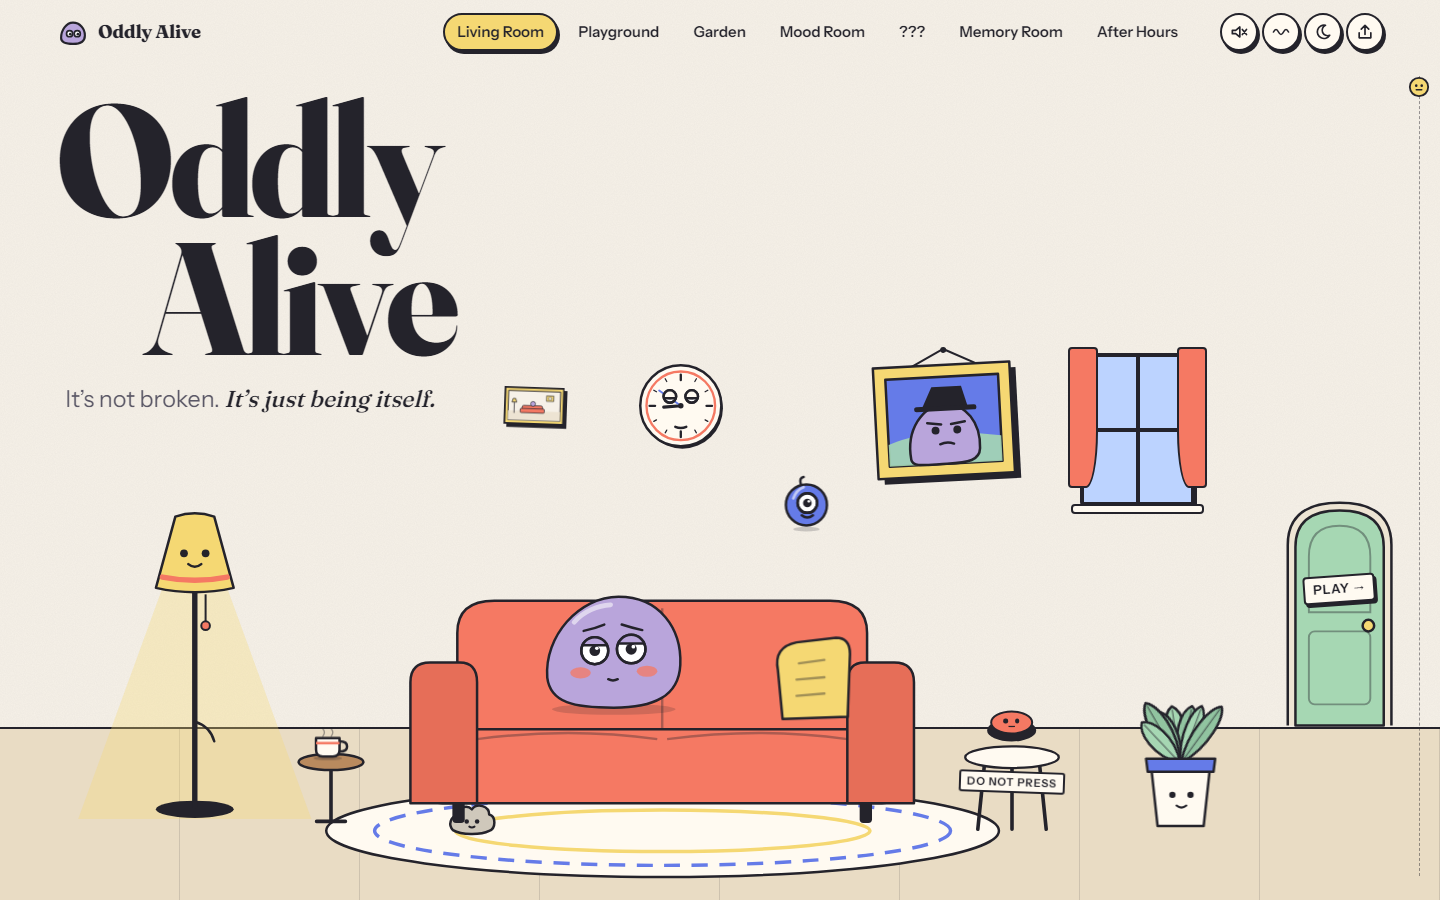 Oddly Alive
Living Room
Playground
Garden
Mood Room
???
Memory Room
After Hours
Oddly
Alive
It’s not broken. It’s just being itself.
PLAY →
DO NOT PRESS